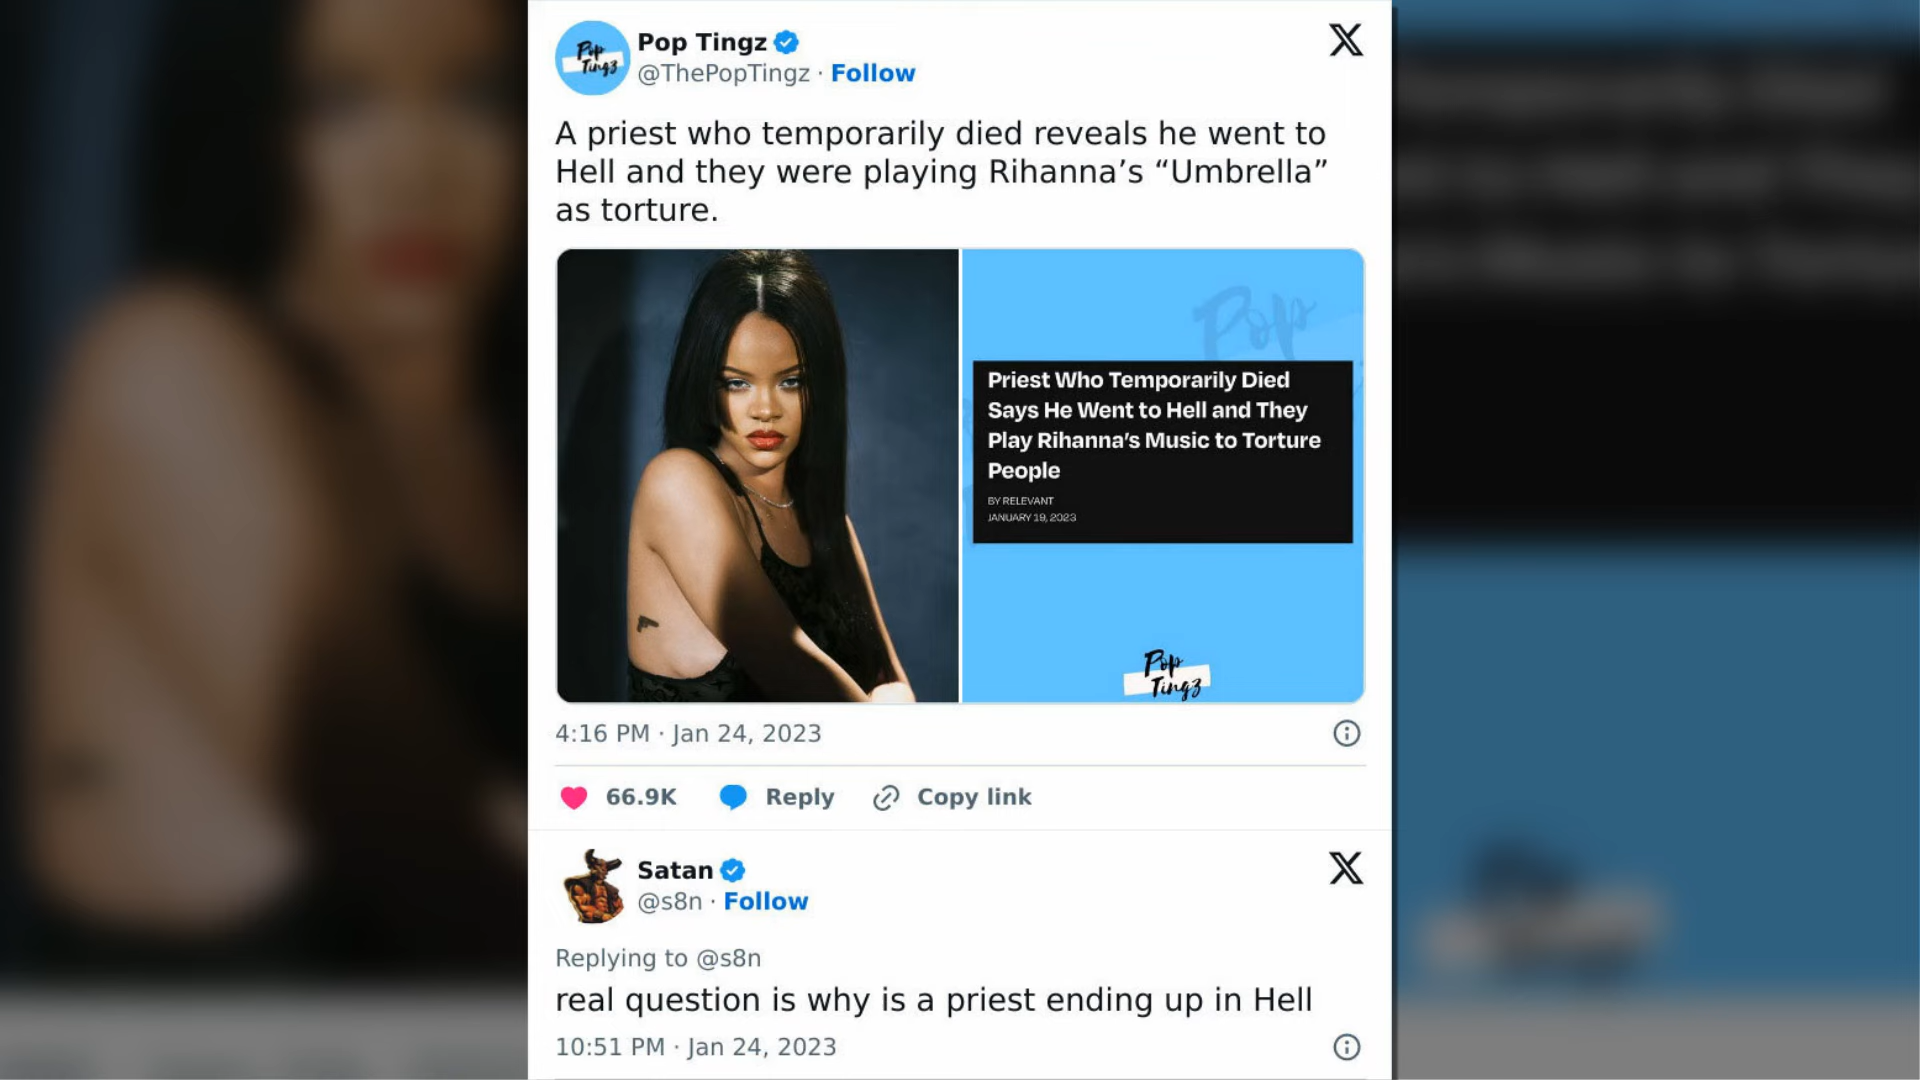 Pop Tingz
@ThePopTingz · Follow
A priest who temporarily died reveals he went to
Hell and they were playing Rihanna’s “Umbrella”
as torture.
Pop
Priest Who Temporarily Died
Says He Went to Hell and They
Play Rihanna’s Music to Torture
People
BY RELEVANT
JANUARY 19, 2023
Pop
Tingz
4:16 PM · Jan 24, 2023
66.9K Reply Copy link
Satan
@s8n · Follow
Replying to @s8n
real question is why is a priest ending up in Hell
10:51 PM · Jan 24, 2023